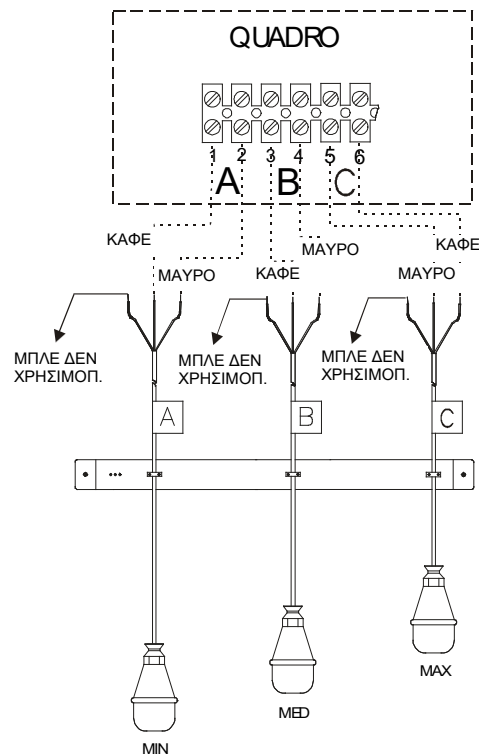 QUADRO
1 2 3 4 5 6
A B C
ΚΑΦΕ
ΜΑΥΡΟ
ΚΑΦΕ
ΜΑΥΡΟ
ΜΑΥΡΟ
ΚΑΦΕ
ΜΠΛΕ ΔΕΝ
ΧΡΗΣΙΜΟΠ.
ΜΠΛΕ ΔΕΝ
ΧΡΗΣΙΜΟΠ.
ΜΠΛΕ ΔΕΝ
ΧΡΗΣΙΜΟΠ.
A B C
MIN
MED
MAX